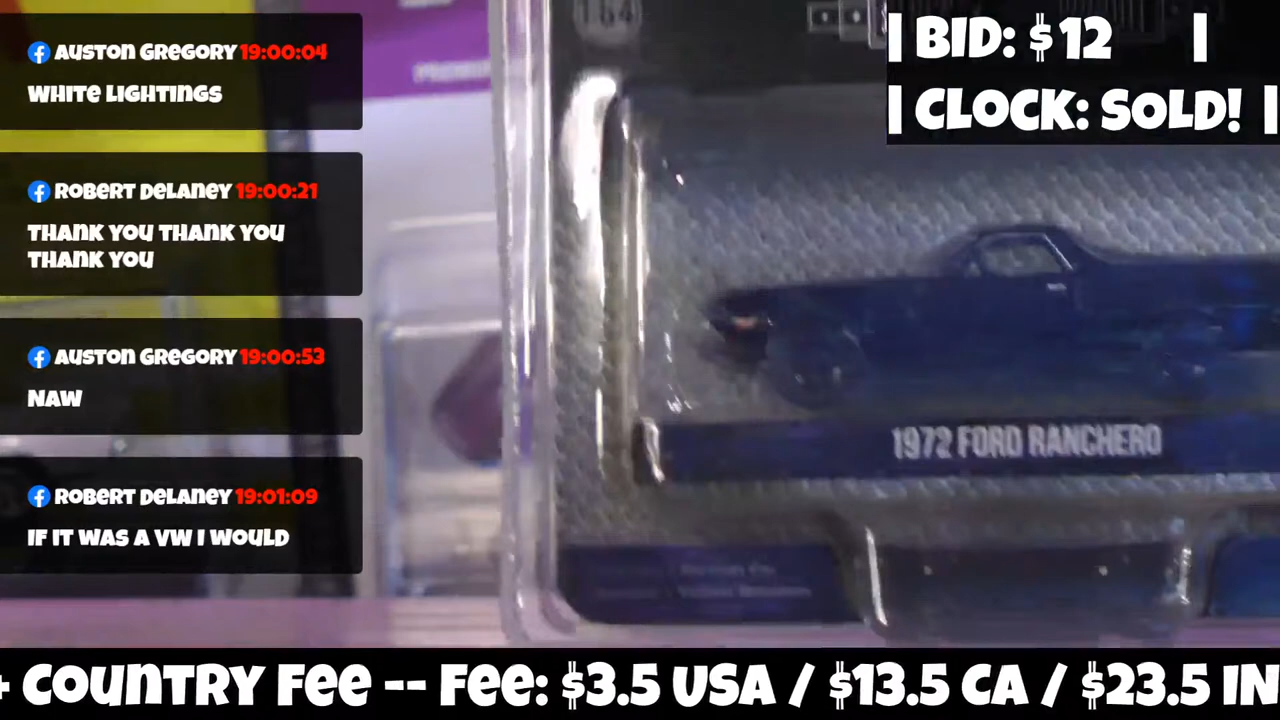 AUSTON GREGORY 19:00:04
WHITE LIGHTINGS
ROBERT DELANEY 19:00:21
THANK YOU THANK YOU
THANK YOU
AUSTON GREGORY 19:00:53
NAW
ROBERT DELANEY 19:01:09
IF IT WAS A VW I WOULD
1:64
| BID: $12 |
| CLOCK: SOLD! |
1972 FORD RANCHERO
+ COUNTRY FEE -- FEE: $3.5 USA / $13.5 CA / $23.5 IN